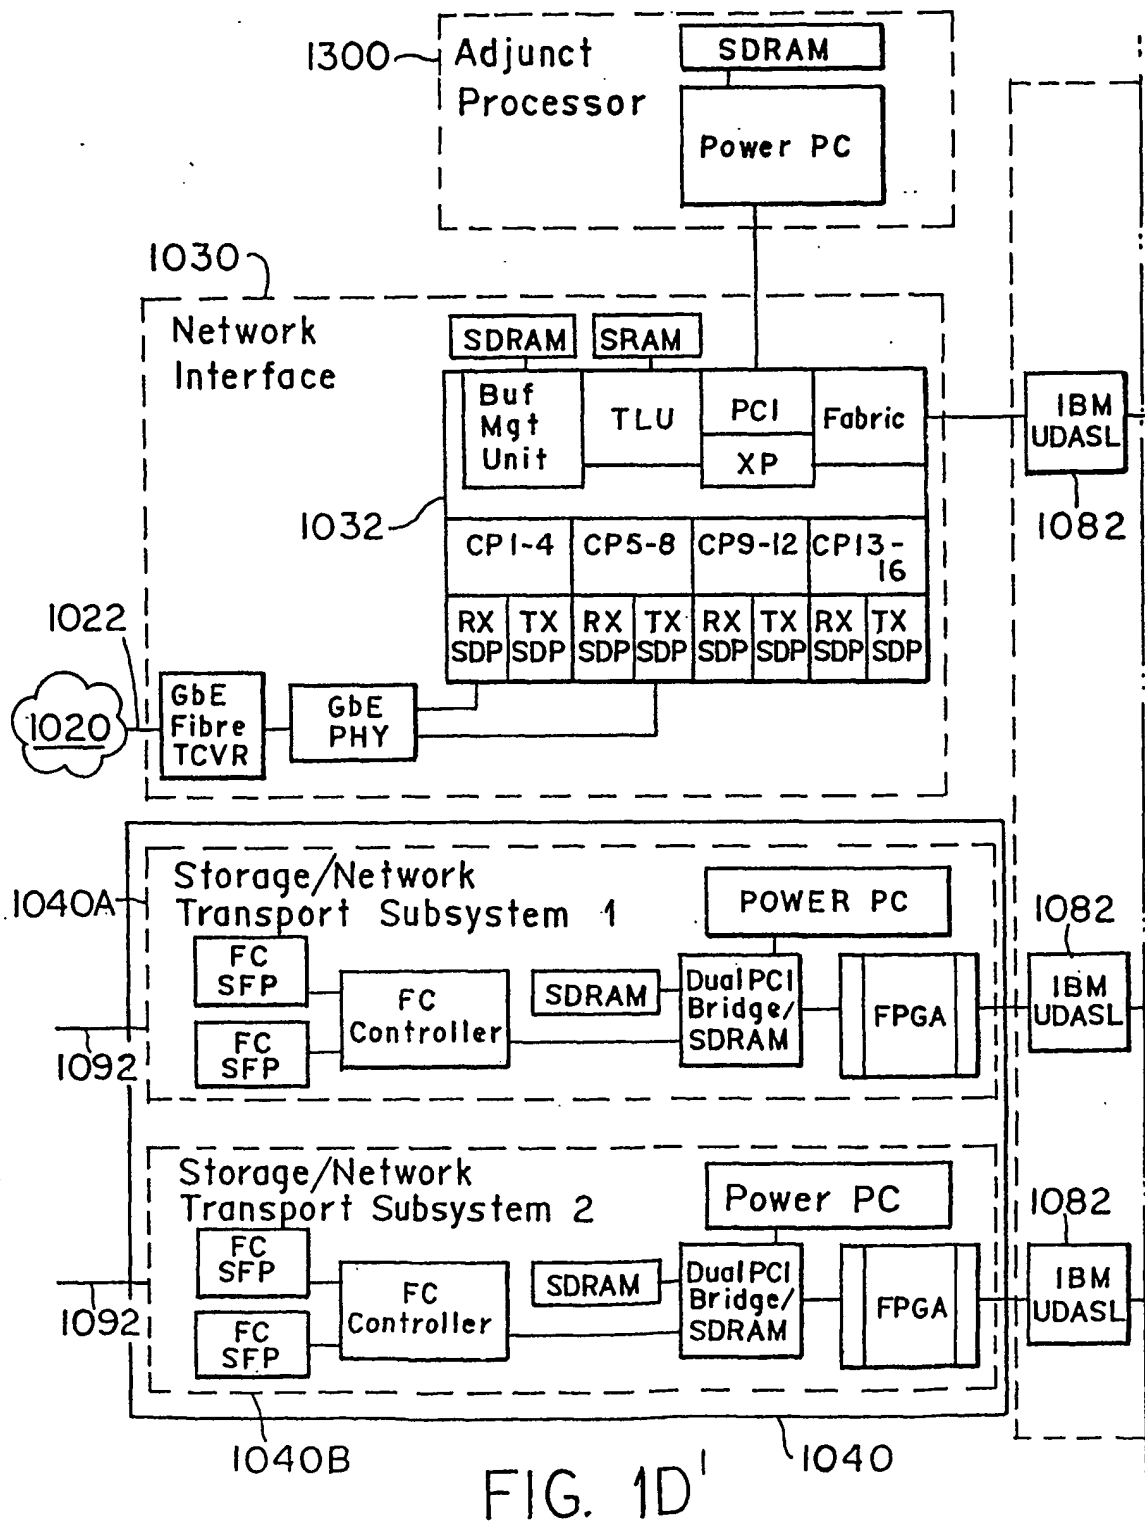 1300
Adjunct
Processor
SDRAM
Power PC
1030
Network
Interface
SDRAM
SRAM
Buf
Mgt
Unit
TLU
PCI
XP
Fabric
IBM
UDASL
1082
1032
CP1-4
CP5-8
CP9-12
CP13-
16
RX
SDP
TX
SDP
RX
SDP
TX
SDP
RX
SDP
TX
SDP
RX
SDP
TX
SDP
1022
1020
GbE
Fibre
TCVR
GbE
PHY
1040A
Storage/Network
Transport Subsystem 1
POWER PC
1082
FC
SFP
FC
SFP
FC
Controller
SDRAM
Dual PCI
Bridge/
SDRAM
FPGA
IBM
UDASL
1092
Storage/Network
Transport Subsystem 2
Power PC
1082
FC
SFP
FC
SFP
FC
Controller
SDRAM
Dual PCI
Bridge/
SDRAM
FPGA
IBM
UDASL
1092
1040B
1040
FIG. 1D'